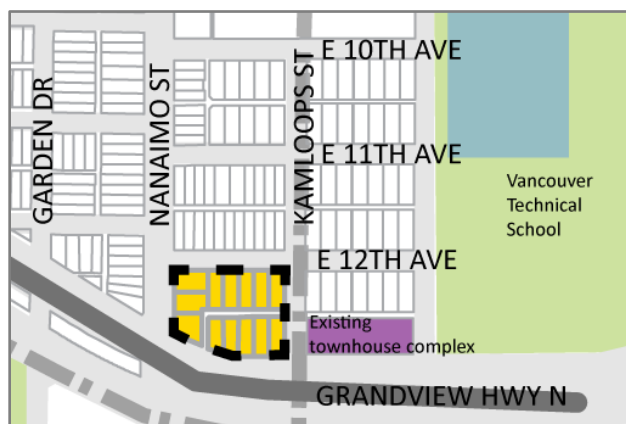 E 10TH AVE
GARDEN DR
NANAIMO ST
KAMLOOPS ST
E 11TH AVE
Vancouver
Technical
School
E 12TH AVE
Existing
townhouse complex
GRANDVIEW HWY N